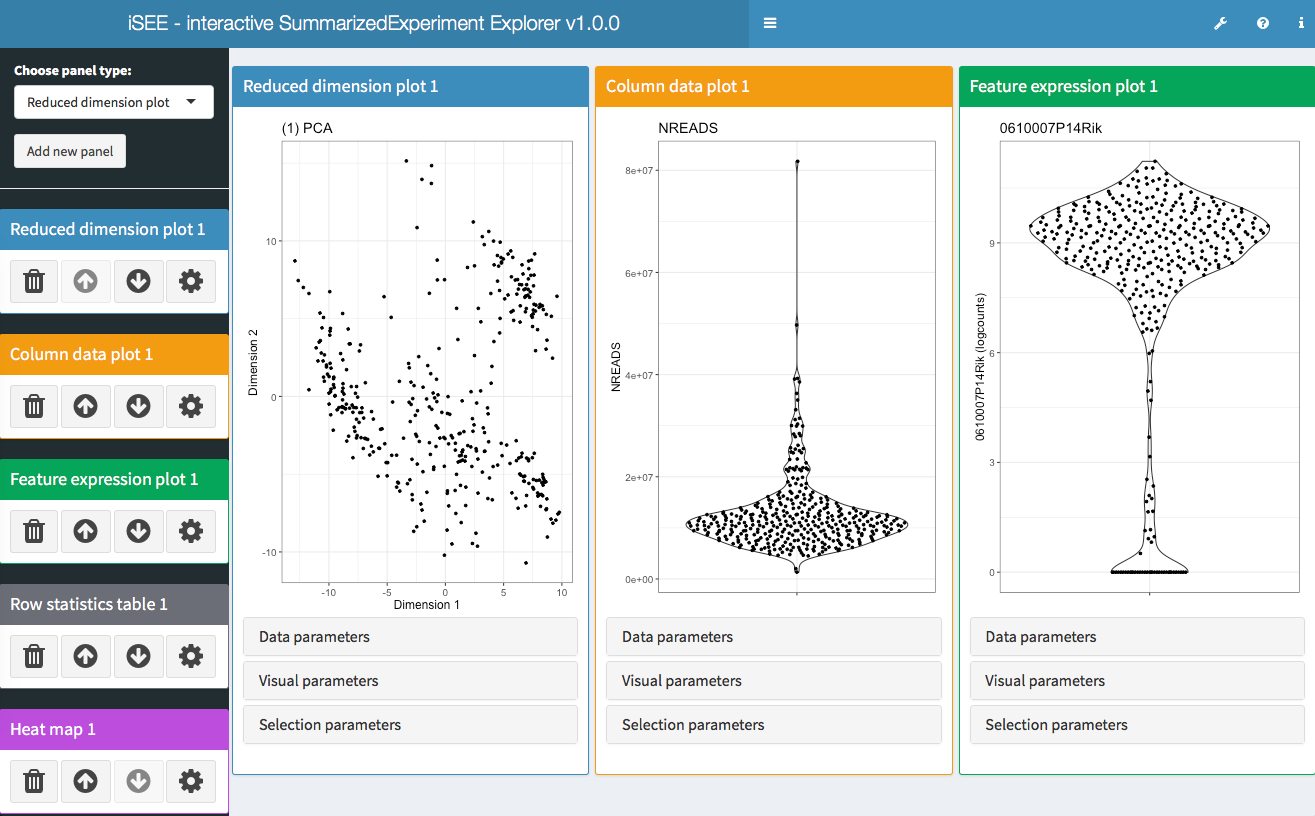 iSEE - interactive SummarizedExperiment Explorer v1.0.0
Choose panel type:
Reduced dimension plot
Add new panel
Reduced dimension plot 1
Column data plot 1
Feature expression plot 1
Row statistics table 1
Heat map 1
Reduced dimension plot 1
(1) PCA
Dimension 2
10
0
-10
-10
-5
0
5
10
Dimension 1
Data parameters
Visual parameters
Selection parameters
Column data plot 1
NREADS
NREADS
8e+07
6e+07
4e+07
2e+07
0e+00
Data parameters
Visual parameters
Selection parameters
Feature expression plot 1
0610007P14Rik
0610007P14Rik (logcounts)
9
6
3
0
Data parameters
Visual parameters
Selection parameters